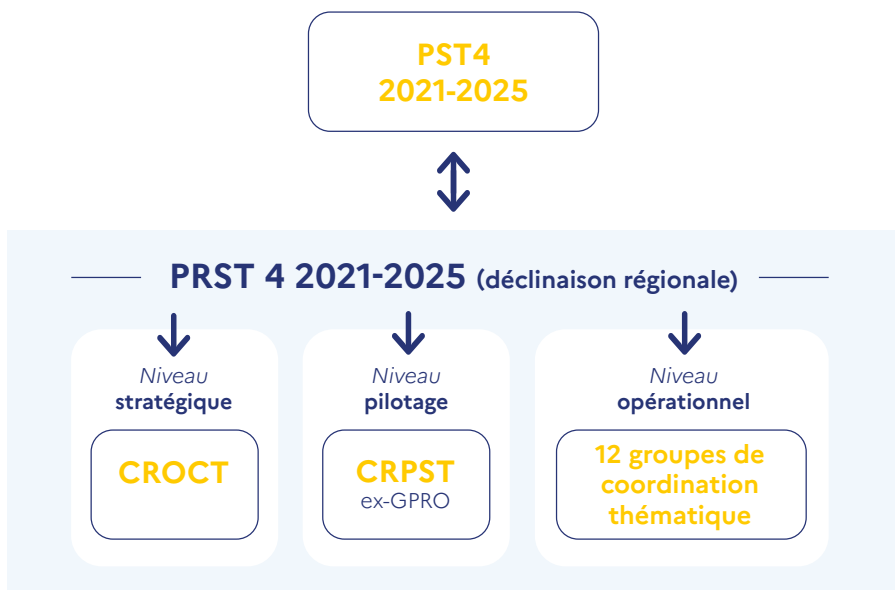 PST4
2021-2025
PRST 4 2021-2025 (déclinaison régionale)
Niveau
stratégique
CROCT
Niveau
pilotage
CRPST
ex-GPRO
Niveau
opérationnel
12 groupes de
coordination
thématique